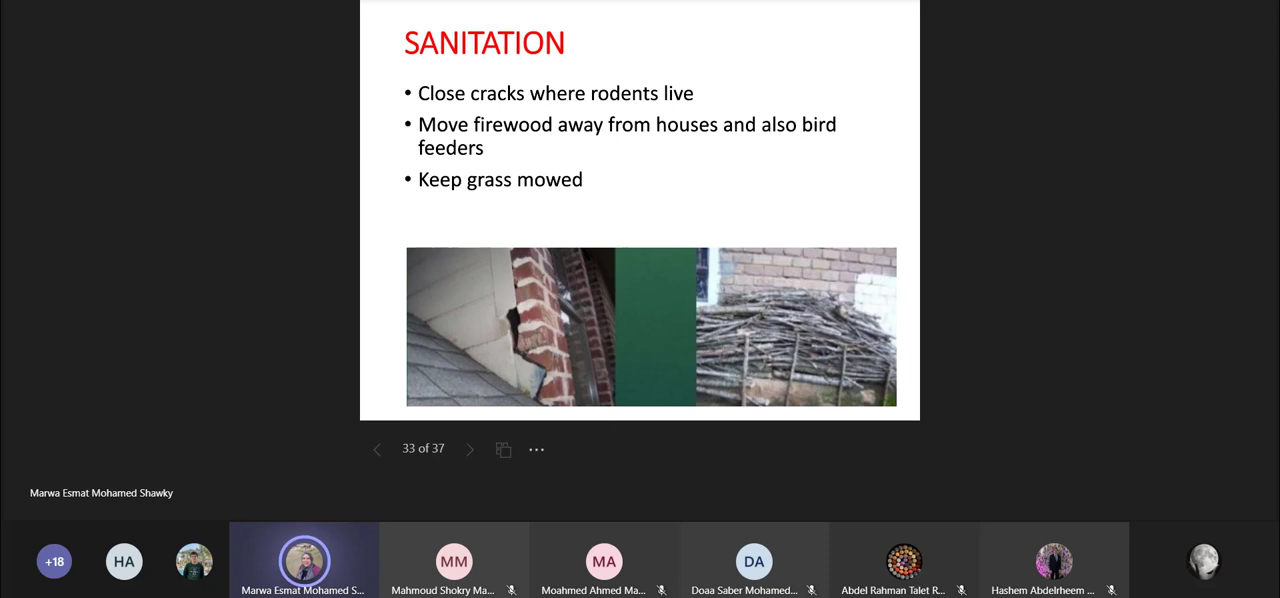 SANITATION
• Close cracks where rodents live
• Move firewood away from houses and also bird
feeders
• Keep grass mowed
33 of 37
Marwa Esmat Mohamed Shawky
+18
HA
MM
MA
DA
Marwa Esmat Mohamed S...
Mahmoud Shokry Ma...
Moahmed Ahmed Ma...
Doaa Saber Mohamed...
Abdel Rahman Talet R...
Hashem Abdelrheem ...